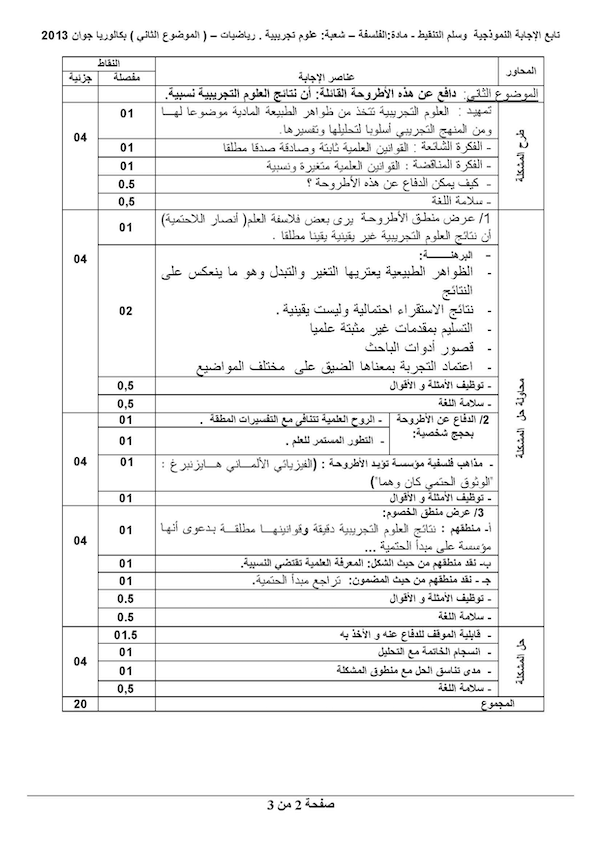 تابع الإجابة النموذجية وسلم التنقيط - مادة:الفلسفة – شعبة: علوم تجريبية . رياضيات – ( الموضوع الثاني ) بكالوريا جوان 2013
المحاور
عناصر الإجابة
النقاط
مفصلة
جزئية
الموضوع الثاني: دافع عن هذه الأطروحة القائلة: أن نتائج العلوم التجريبية نسبية.
طرح المشكلة
تمهيد : العلوم التجريبية تتخذ من ظواهر الطبيعة المادية موضوعا لها
ومن المنهج التجريبي أسلوبا لتحليلها وتفسيرها.
01
04
- الفكرة الشائعة : القوانين العلمية ثابتة وصادقة صدقا مطلقا
01
- الفكرة المناقضة : القوانين العلمية متغيرة ونسبية
01
- كيف يمكن الدفاع عن هذه الأطروحة ؟
0.5
- سلامة اللغة
0,5
محاولة حل المشكلة
1/ عرض منطق الأطروحة يرى بعض فلاسفة العلم( أنصار اللاحتمية)
أن نتائج العلوم التجريبية غير يقينية يقينا مطلقا .
01
04
- البرهنة:
- الظواهر الطبيعية يعتريها التغير والتبدل وهو ما ينعكس على
النتائج
- نتائج الاستقراء احتمالية وليست يقينية .
02
- التسليم بمقدمات غير مثبتة علميا
- قصور أدوات الباحث
- اعتماد التجربة بمعناها الضيق على مختلف المواضيع
- توظيف الأمثلة و الأقوال
0,5
- سلامة اللغة
0,5
2/ الدفاع عن الأطروحة
بحجج شخصية:
- الروح العلمية تتنافى مع التفسيرات المطقة .
01
- التطور المستمر للعلم .
01
04
- مذاهب فلسفية مؤسسة تؤيد الأطروحة : (الفيزيائي الألماني هايزنبرغ :
"الوثوق الحتمي كان وهما")
01
- توظيف الأمثلة و الأقوال
01
3/ عرض منطق الخصوم:
أ- منطقهم : نتائج العلوم التجريبية دقيقة وقوانينها مطلقة بدعوى أنها
مؤسسة على مبدأ الحتمية ...
01
04
ب- نقد منطقهم من حيث الشكل: المعرفة العلمية تقتضي النسبية.
01
جـ - نقد منطقهم من حيث المضمون: تراجع مبدأ الحتمية.
01
- توظيف الأمثلة و الأقوال
0.5
- سلامة اللغة
0.5
حل المشكلة
- قابلية الموقف للدفاع عنه و الأخذ به
01.5
04
- انسجام الخاتمة مع التحليل
01
- مدى تناسق الحل مع منطوق المشكلة
01
- سلامة اللغة
0,5
المجموع
20
صفحة 2 من 3